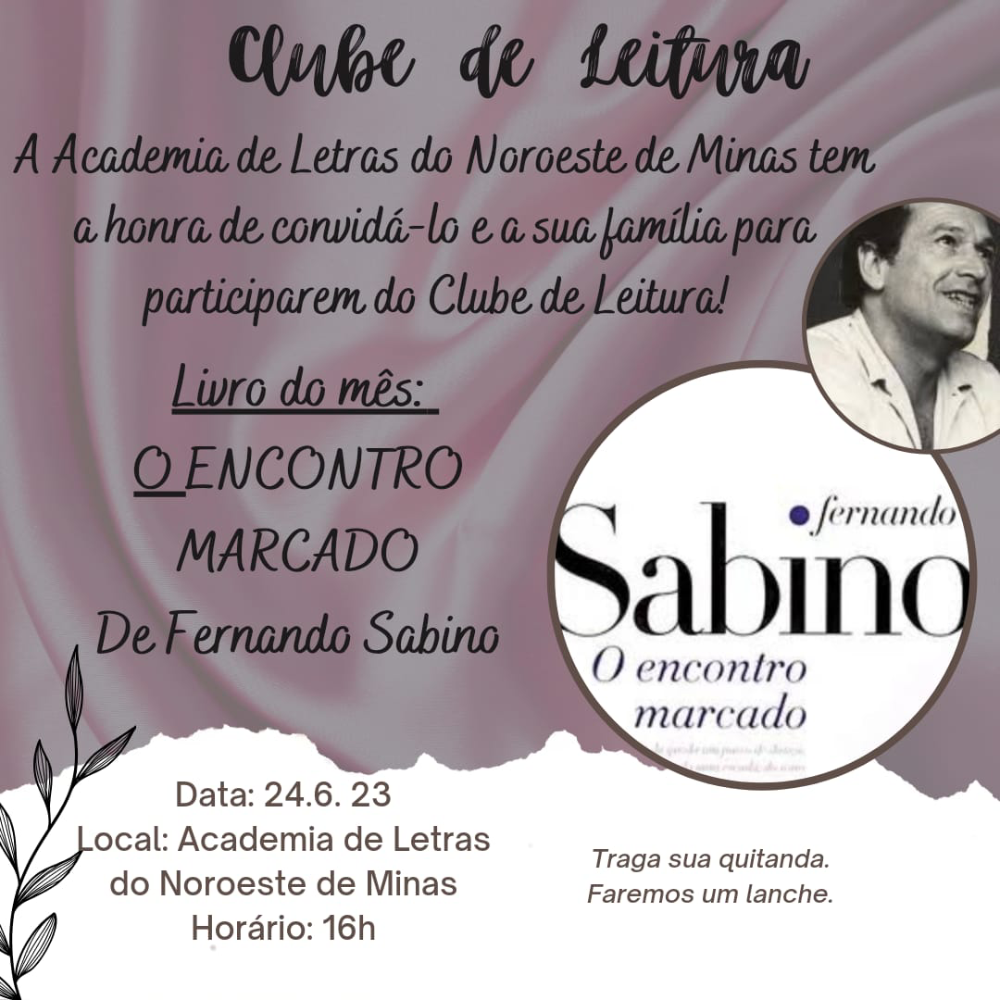 Clube de Leitura
A Academia de Letras do Noroeste de Minas tem
a honra de convidá-lo e a sua família para
participarem do Clube de Leitura!
Livro do mês:
O ENCONTRO
MARCADO
De Fernando Sabino
fernando
Sabino
O encontro
marcado
Data: 24.6. 23
Local: Academia de Letras
do Noroeste de Minas
Horário: 16h
Traga sua quitanda.
Faremos um lanche.